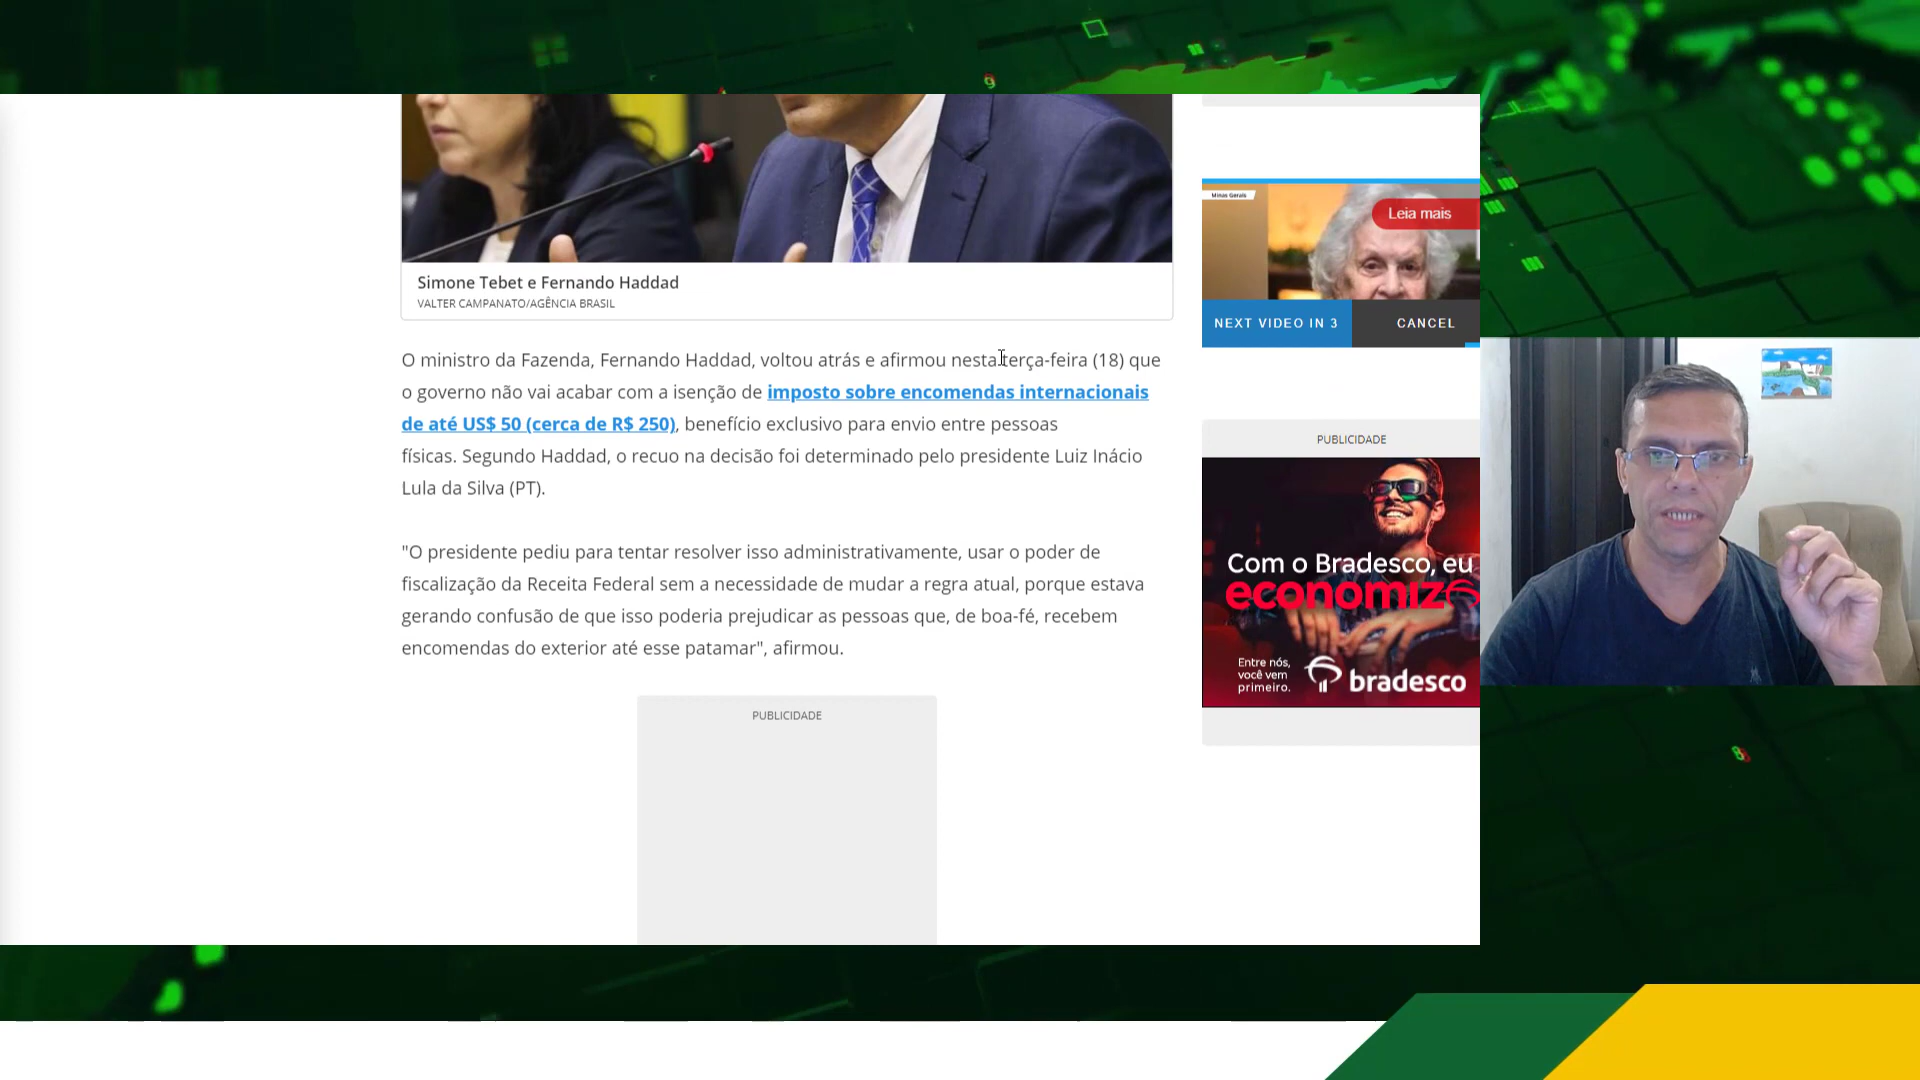 Simone Tebet e Fernando Haddad
VALTER CAMPANATO/AGÊNCIA BRASIL
O ministro da Fazenda, Fernando Haddad, voltou atrás e afirmou nesta terça-feira (18) que
o governo não vai acabar com a isenção de imposto sobre encomendas internacionais
de até US$ 50 (cerca de R$ 250), benefício exclusivo para envio entre pessoas
físicas. Segundo Haddad, o recuo na decisão foi determinado pelo presidente Luiz Inácio
Lula da Silva (PT).
"O presidente pediu para tentar resolver isso administrativamente, usar o poder de
fiscalização da Receita Federal sem a necessidade de mudar a regra atual, porque estava
gerando confusão de que isso poderia prejudicar as pessoas que, de boa-fé, recebem
encomendas do exterior até esse patamar", afirmou.
PUBLICIDADE
Minas Gerais
Leia mais
NEXT VIDEO IN 3
CANCEL
PUBLICIDADE
Com o Bradesco, eu
economizo
Entre nós,
você vem
primeiro.
bradesco